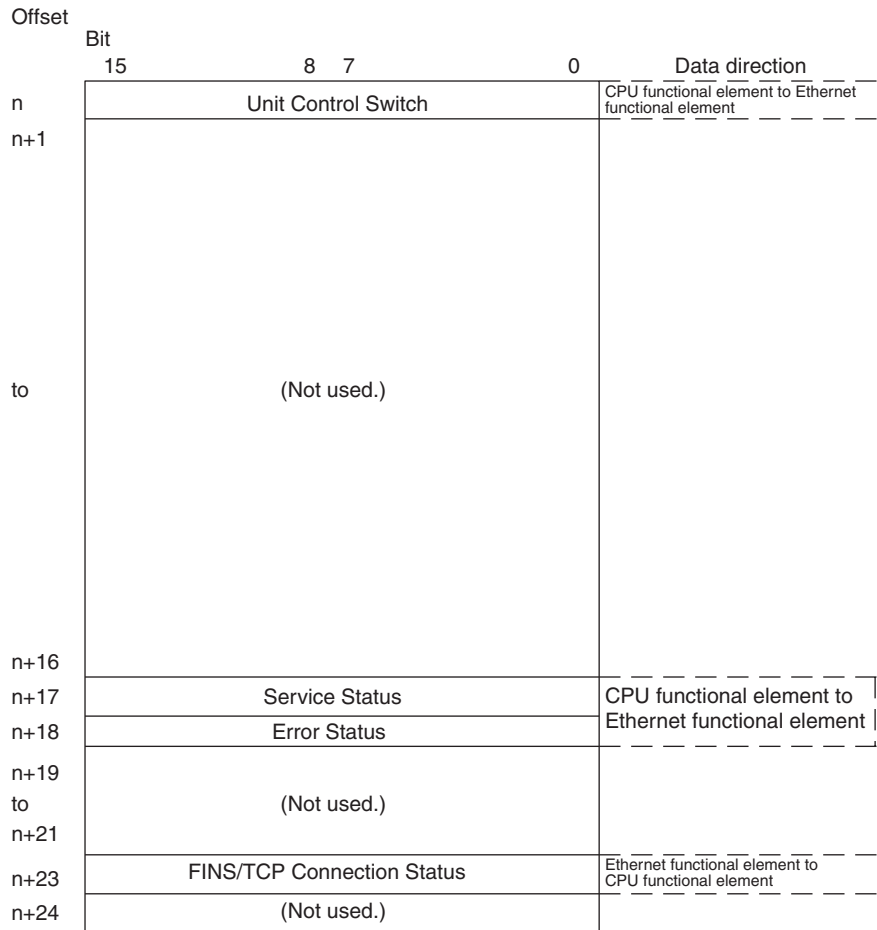 Offset
Bit
15 8 7 0 Data direction
n Unit Control Switch CPU functional element to Ethernet
functional element
n+1
to (Not used.)
n+16
n+17 Service Status CPU functional element to
n+18 Error Status Ethernet functional element
n+19
to (Not used.)
n+21
n+23 FINS/TCP Connection Status Ethernet functional element to
CPU functional element
n+24 (Not used.)